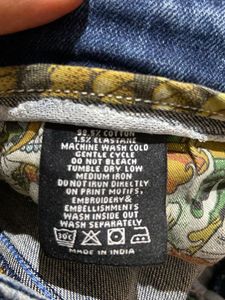 98.5% COTTON
1.5% ELASTANE
MACHINE WASH COLD
GENTLE CYCLE
DO NOT BLEACH
TUMBLE DRY LOW
MEDIUM IRON
DO NOT IRON DIRECTLY
ON PRINT MOTIFS,
EMBROIDERY &
EMBELLISHMENTS
WASH INSIDE OUT
WASH SEPARATELY
30C
MADE IN INDIA